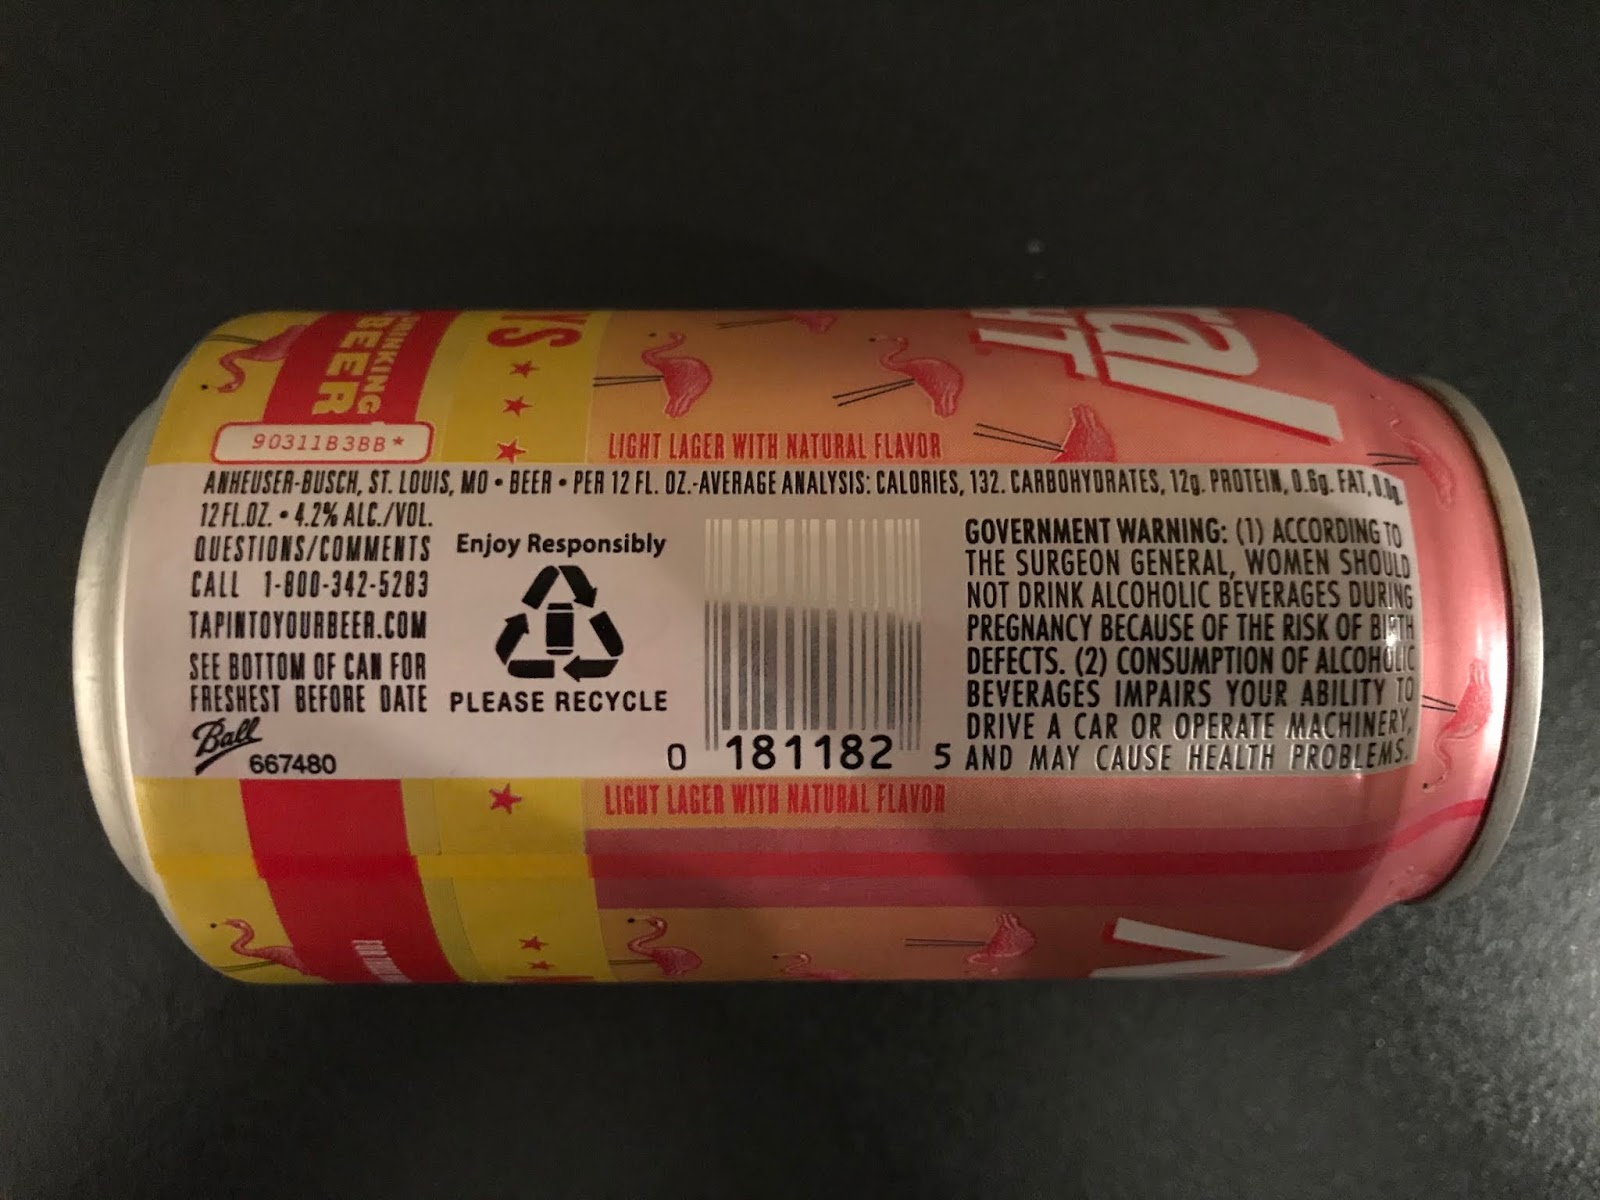 DRINKING
BEER
YS
90311B3BB*
LIGHT LAGER WITH NATURAL FLAVOR
ANHEUSER-BUSCH, ST. LOUIS, MO • BEER • PER 12 FL. OZ.-AVERAGE ANALYSIS: CALORIES, 132. CARBOHYDRATES, 12g. PROTEIN, 0.6g. FAT, 0.0g.
12 FL.OZ. • 4.2% ALC./VOL.
QUESTIONS/COMMENTS
CALL 1-800-342-5283
TAPINTOYOURBEER.COM
SEE BOTTOM OF CAN FOR
FRESHEST BEFORE DATE
Ball
667480
Enjoy Responsibly
PLEASE RECYCLE
0 181182 5
GOVERNMENT WARNING: (1) ACCORDING TO
THE SURGEON GENERAL, WOMEN SHOULD
NOT DRINK ALCOHOLIC BEVERAGES DURING
PREGNANCY BECAUSE OF THE RISK OF BIRTH
DEFECTS. (2) CONSUMPTION OF ALCOHOLIC
BEVERAGES IMPAIRS YOUR ABILITY TO
DRIVE A CAR OR OPERATE MACHINERY,
AND MAY CAUSE HEALTH PROBLEMS.
LIGHT LAGER WITH NATURAL FLAVOR